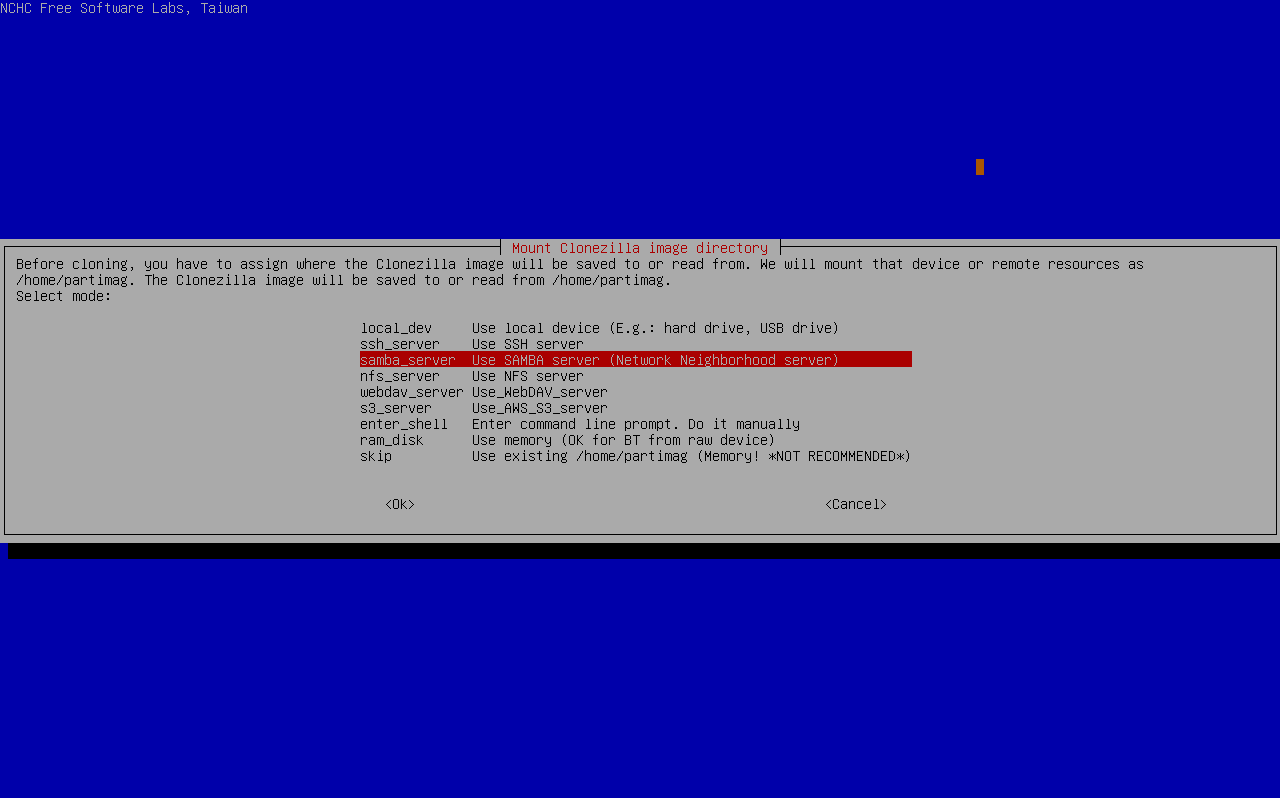 NCHC Free Software Labs, Taiwan
Mount Clonezilla image directory
Before cloning, you have to assign where the Clonezilla image will be saved to or read from. We will mount that device or remote resources as
/home/partimag. The Clonezilla image will be saved to or read from /home/partimag.
Select mode:
local_dev Use local device (E.g.: hard drive, USB drive)
ssh_server Use SSH server
samba_server Use SAMBA server (Network Neighborhood server)
nfs_server Use NFS server
webdav_server Use_WebDAV_server
s3_server Use_AWS_S3_server
enter_shell Enter command line prompt. Do it manually
ram_disk Use memory (OK for BT from raw device)
skip Use existing /home/partimag (Memory! *NOT RECOMMENDED*)
<Ok> <Cancel>